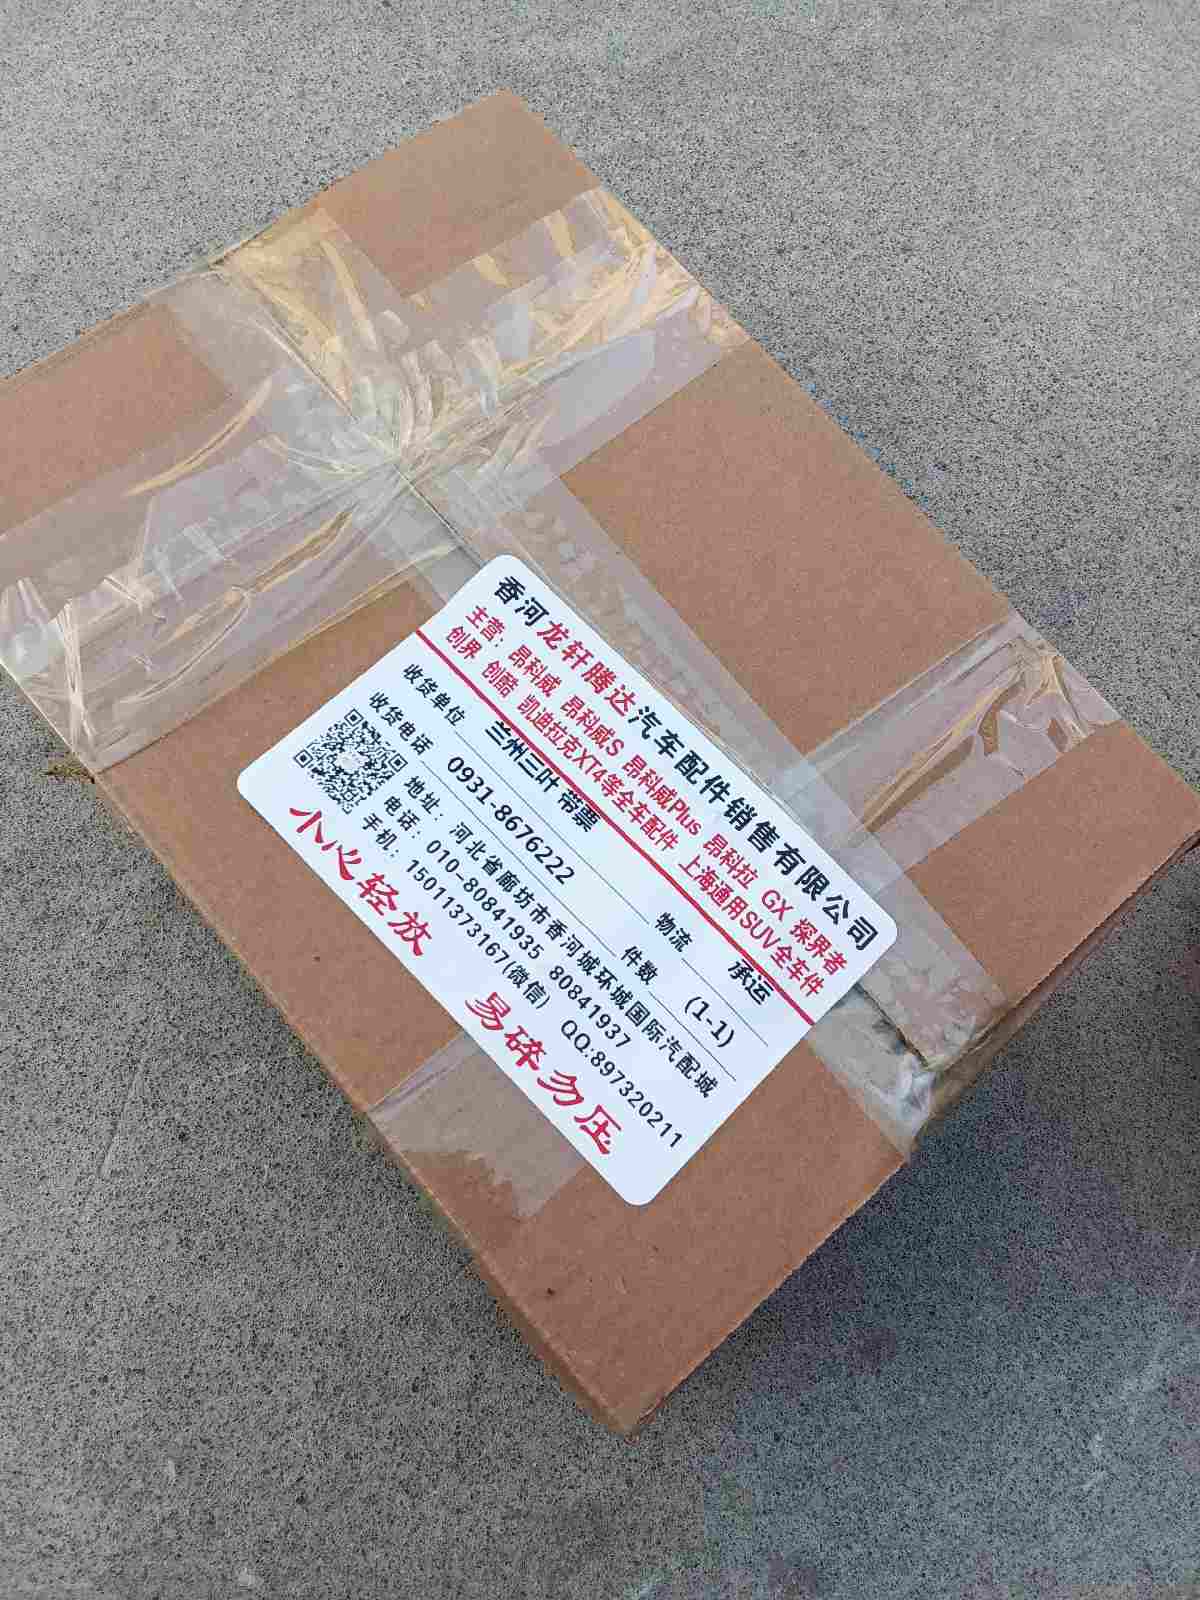 香河龙轩腾达汽车配件销售有限公司
主营：昂科威 昂科威S 昂科威Plus 昂科拉 GX 探界者
创界 创酷 凯迪拉克XT4等全车配件 上海通用SUV全车件
收货单位 兰州三叶 带票 物流 承运
收货电话 0931-8676222 件数 (1-1)
地址：河北省廊坊市香河城环城国际汽配城
电话：010-80841935 80841937
手机：15011373167(微信) QQ:897320211
小心轻放 易碎勿压